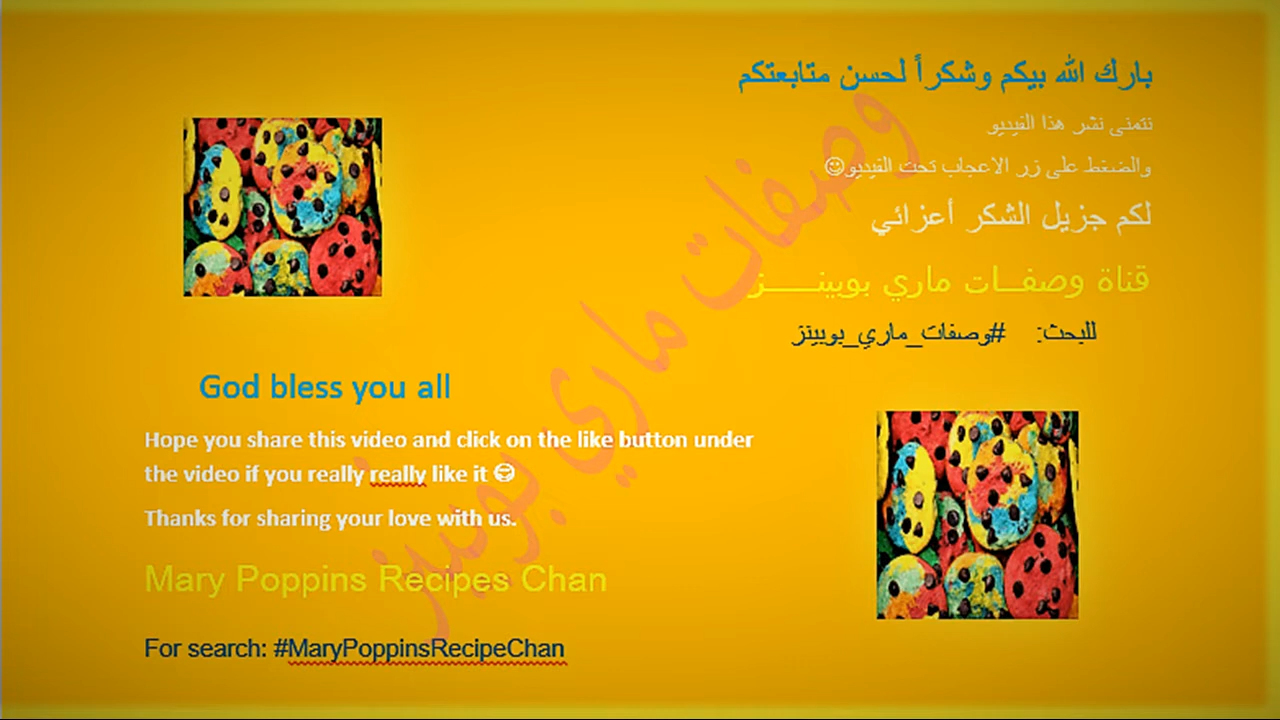 بارك الله بيكم وشكراً لحسن متابعتكم
نتمنى نشر هذا الفيديو
والضغط على زر الاعجاب تحت الفيديو☺
لكم جزيل الشكر أعزائي
قناة وصفــات ماري بوبينـــــز
للبحث: #وصفات_ماري_بوبينز
وصفات ماري بوبينز
God bless you all
Hope you share this video and click on the like button under
the video if you really really like it 😍
Thanks for sharing your love with us.
Mary Poppins Recipes Chan
For search: #MaryPoppinsRecipeChan